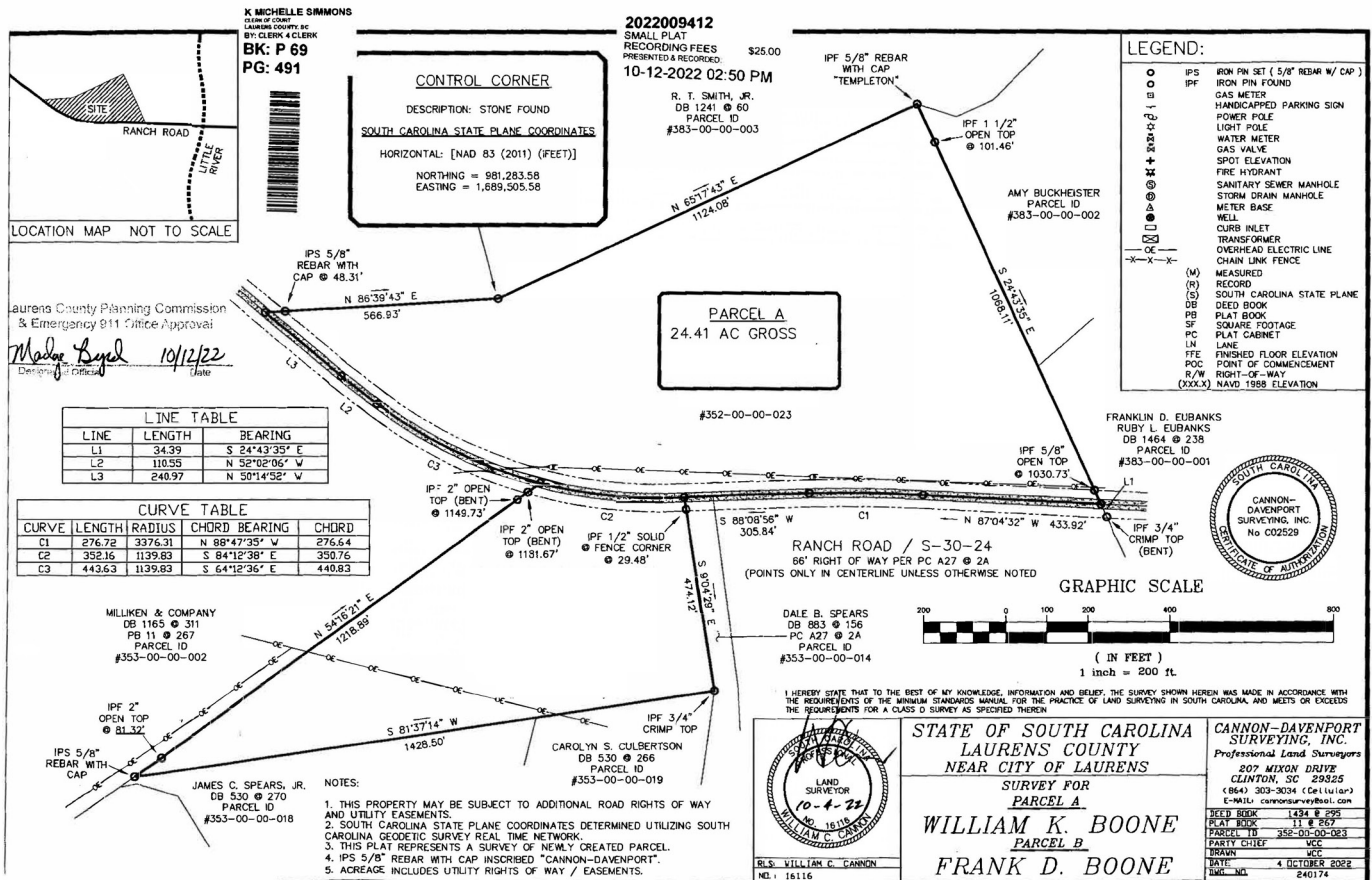 K MICHELLE SIMMONS
CLERK OF COURT
LAURENS COUNTY, SC
BY: CLERK 4 CLERK
BK: P 69
PG: 491
2022009412
SMALL PLAT
RECORDING FEES $25.00
PRESENTED & RECORDED:
10-12-2022 02:50 PM
SITE
RANCH ROAD
LITTLE
RIVER
LOCATION MAP NOT TO SCALE
CONTROL CORNER
DESCRIPTION: STONE FOUND
SOUTH CAROLINA STATE PLANE COORDINATES
HORIZONTAL: [NAD 83 (2011) (iFEET)]
NORTHING = 981,283.58
EASTING = 1,689,505.58
R. T. SMITH, JR.
DB 1241 @ 60
PARCEL ID
#383-00-00-003
IPF 5/8" REBAR
WITH CAP
"TEMPLETON"
IPF 1 1/2"
OPEN TOP
@ 101.46'
AMY BUCKHEISTER
PARCEL ID
#383-00-00-002
N 65°17'43" E
1124.08'
S 24°43'35" E
1068.11'
IPS 5/8"
REBAR WITH
CAP @ 48.31'
N 86°39'43" E
566.93'
PARCEL A
24.41 AC GROSS
#352-00-00-023
LEGEND:
IPS IRON PIN SET ( 5/8" REBAR W/ CAP )
IPF IRON PIN FOUND
GAS METER
HANDICAPPED PARKING SIGN
POWER POLE
LIGHT POLE
WATER METER
GAS VALVE
SPOT ELEVATION
FIRE HYDRANT
SANITARY SEWER MANHOLE
STORM DRAIN MANHOLE
METER BASE
WELL
CURB INLET
TRANSFORMER
OE OVERHEAD ELECTRIC LINE
X X X CHAIN LINK FENCE
(M) MEASURED
(R) RECORD
(S) SOUTH CAROLINA STATE PLANE
DB DEED BOOK
PB PLAT BOOK
SF SQUARE FOOTAGE
PC PLAT CABINET
LN LANE
FFE FINISHED FLOOR ELEVATION
POC POINT OF COMMENCEMENT
R/W RIGHT-OF-WAY
(XXX.X) NAVD 1988 ELEVATION
aurens County Planning Commission
& Emergency 911 Office Approval
10/12/22
Designated Official Date
LINE TABLE
LINE LENGTH BEARING
L1 34.39 S 24°43'35" E
L2 110.55 N 52°02'06" W
L3 240.97 N 50°14'52" W
CURVE TABLE
CURVE LENGTH RADIUS CHORD BEARING CHORD
C1 276.72 3376.31 N 88°47'35" W 276.64
C2 352.16 1139.83 S 84°12'38" E 350.76
C3 443.63 1139.83 S 64°12'36" E 440.83
L3
L2
C3
OE OE OE OE OE OE OE OE OE
IPF 2" OPEN
TOP (BENT)
@ 1149.73'
IPF 2" OPEN
TOP (BENT)
@ 1181.67'
C2
IPF 1/2" SOLID
@ FENCE CORNER
@ 29.48'
S 88°08'56" W
305.84'
C1
N 87°04'32" W 433.92'
IPF 5/8"
OPEN TOP
@ 1030.73'
L1
IPF 3/4"
CRIMP TOP
(BENT)
FRANKLIN D. EUBANKS
RUBY L. EUBANKS
DB 1464 @ 238
PARCEL ID
#383-00-00-001
SOUTH CAROLINA
CANNON-
DAVENPORT
SURVEYING, INC.
No C02529
CERTIFICATE OF AUTHORIZATION
RANCH ROAD / S-30-24
66' RIGHT OF WAY PER PC A27 @ 2A
(POINTS ONLY IN CENTERLINE UNLESS OTHERWISE NOTED
GRAPHIC SCALE
200 0 100 200 400 800
( IN FEET )
1 inch = 200 ft.
MILLIKEN & COMPANY
DB 1165 @ 311
PB 11 @ 267
PARCEL ID
#353-00-00-002
N 54°16'21" E
1218.89'
S 9°04'29" E
474.12'
DALE B. SPEARS
DB 883 @ 156
PC A27 @ 2A
PARCEL ID
#353-00-00-014
OE OE OE OE OE OE OE OE
IPF 2"
OPEN TOP
@ 81.32'
IPS 5/8"
REBAR WITH
CAP
S 81°37'14" W
1428.50'
IPF 3/4"
CRIMP TOP
CAROLYN S. CULBERTSON
DB 530 @ 266
PARCEL ID
#353-00-00-019
JAMES C. SPEARS, JR.
DB 530 @ 270
PARCEL ID
#353-00-00-018
NOTES:
1. THIS PROPERTY MAY BE SUBJECT TO ADDITIONAL ROAD RIGHTS OF WAY
AND UTILITY EASEMENTS.
2. SOUTH CAROLINA STATE PLANE COORDINATES DETERMINED UTILIZING SOUTH
CAROLINA GEODETIC SURVEY REAL TIME NETWORK.
3. THIS PLAT REPRESENTS A SURVEY OF NEWLY CREATED PARCEL.
4. IPS 5/8" REBAR WITH CAP INSCRIBED "CANNON-DAVENPORT".
5. ACREAGE INCLUDES UTILITY RIGHTS OF WAY / EASEMENTS.
I HEREBY STATE THAT TO THE BEST OF MY KNOWLEDGE, INFORMATION AND BELIEF, THE SURVEY SHOWN HEREIN WAS MADE IN ACCORDANCE WITH
THE REQUIREMENTS OF THE MINIMUM STANDARDS MANUAL FOR THE PRACTICE OF LAND SURVEYING IN SOUTH CAROLINA, AND MEETS OR EXCEEDS
THE REQUIREMENTS FOR A CLASS D SURVEY AS SPECIFIED THEREIN
SOUTH CAROLINA
PROFESSIONAL
LAND
SURVEYOR
10-4-22
NO. 16116
WILLIAM C. CANNON
RLS: WILLIAM C. CANNON
NO.: 16116
STATE OF SOUTH CAROLINA
LAURENS COUNTY
NEAR CITY OF LAURENS
SURVEY FOR
PARCEL A
WILLIAM K. BOONE
PARCEL B
FRANK D. BOONE
CANNON-DAVENPORT
SURVEYING, INC.
Professional Land Surveyors
207 MIXON DRIVE
CLINTON, SC 29325
(864) 303-3034 (Cellular)
E-MAIL: cannonsurvey@aol.com
DEED BOOK 1434 @ 295
PLAT BOOK 11 @ 267
PARCEL ID 352-00-00-023
PARTY CHIEF WCC
DRAWN WCC
DATE 4 OCTOBER 2022
DWG. NO. 240174